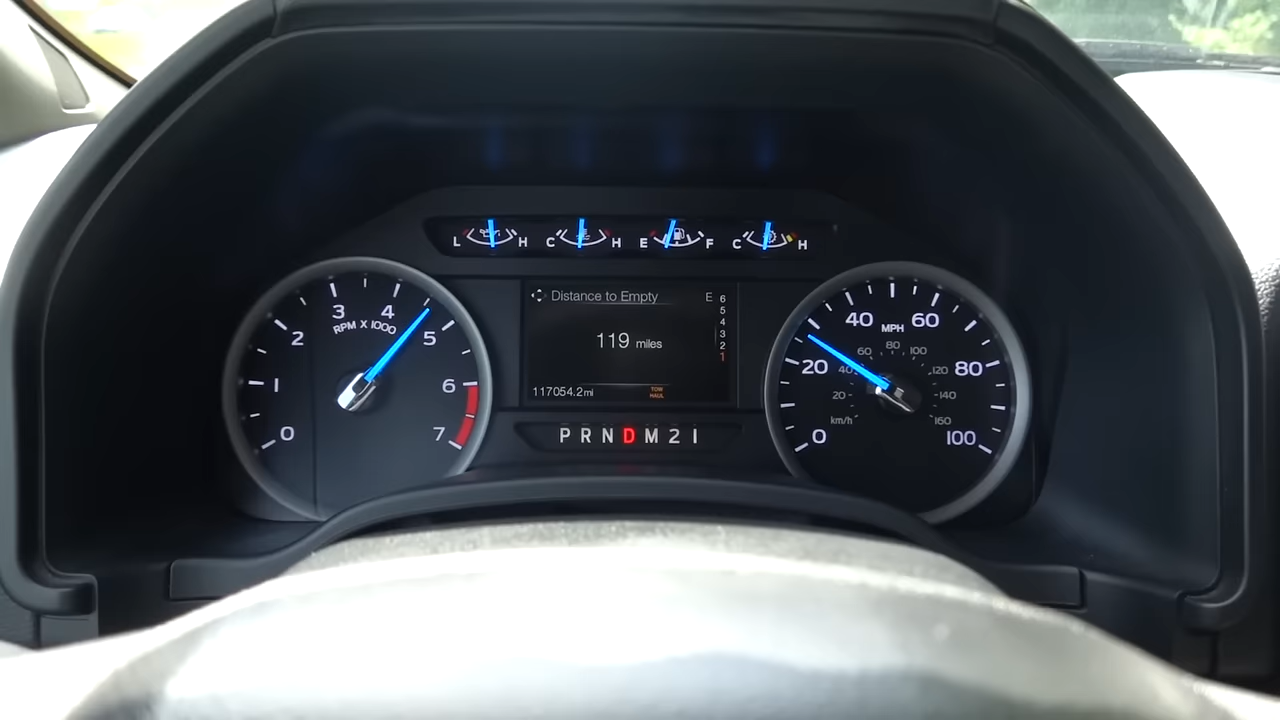 L H C H E F C H
3 4
RPM X 1000
2 5
1 6
0 7
Distance to Empty
119 miles
117054.2mi
TOW
HAUL
E 6
5
4
3
2
1
P R N D M 2 1
40 60
MPH
20 80
0 100
60 80 100
40 120
20 140
km/h 160